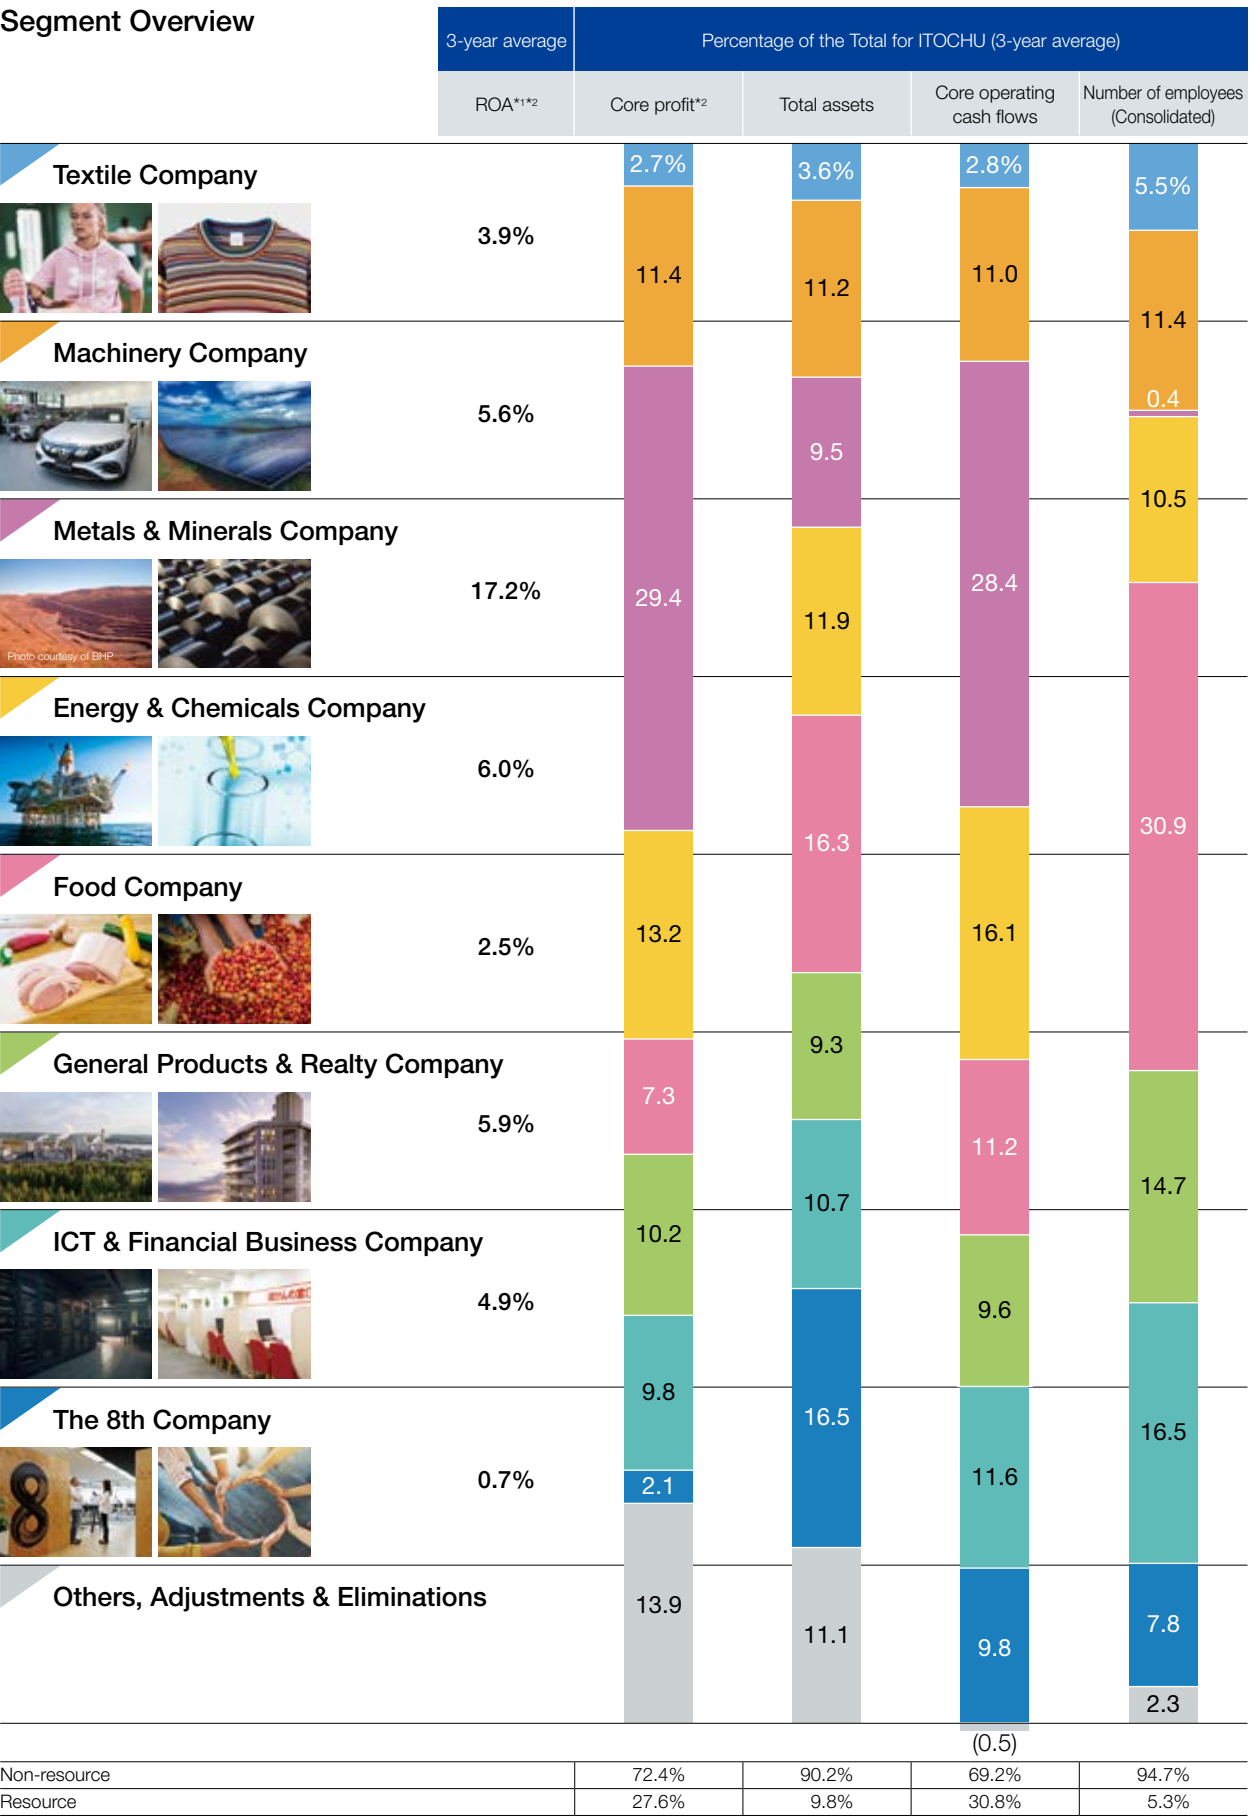 Segment Overview
3-year average
Percentage of the Total for ITOCHU (3-year average)
ROA*1*2
Core profit*2
Total assets
Core operating
cash flows
Number of employees
(Consolidated)
Textile Company
3.9%
2.7%
3.6%
2.8%
5.5%
11.4
11.2
11.0
11.4
Machinery Company
5.6%
0.4
9.5
10.5
Metals & Minerals Company
Photo courtesy of BHP
17.2%
29.4
11.9
28.4
Energy & Chemicals Company
6.0%
16.3
30.9
Food Company
2.5%
13.2
16.1
9.3
General Products & Realty Company
5.9%
7.3
11.2
14.7
10.7
10.2
ICT & Financial Business Company
4.9%
9.6
9.8
The 8th Company
8
0.7%
16.5
16.5
11.6
2.1
Others, Adjustments & Eliminations
13.9
11.1
9.8
7.8
2.3
(0.5)
Non-resource 72.4% 90.2% 69.2% 94.7%
Resource 27.6% 9.8% 30.8% 5.3%